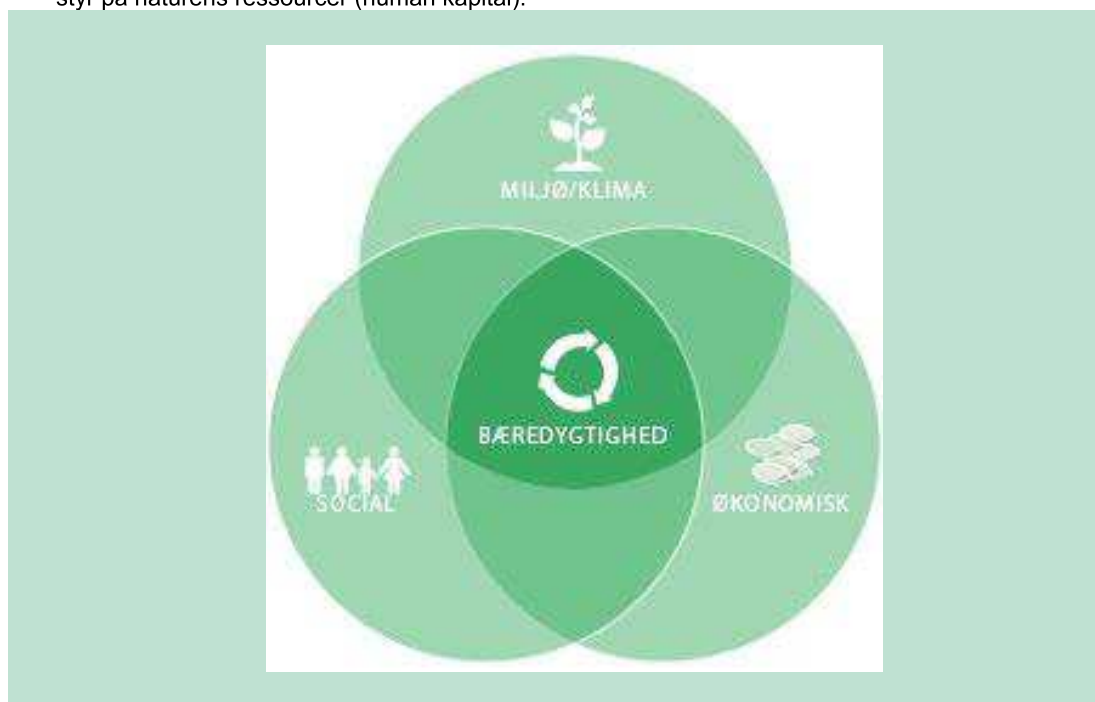 styr på naturens ressourcer (human kapital).
MILJØ/KLIMA
BÆREDYGTIGHED
SOCIAL
ØKONOMISK